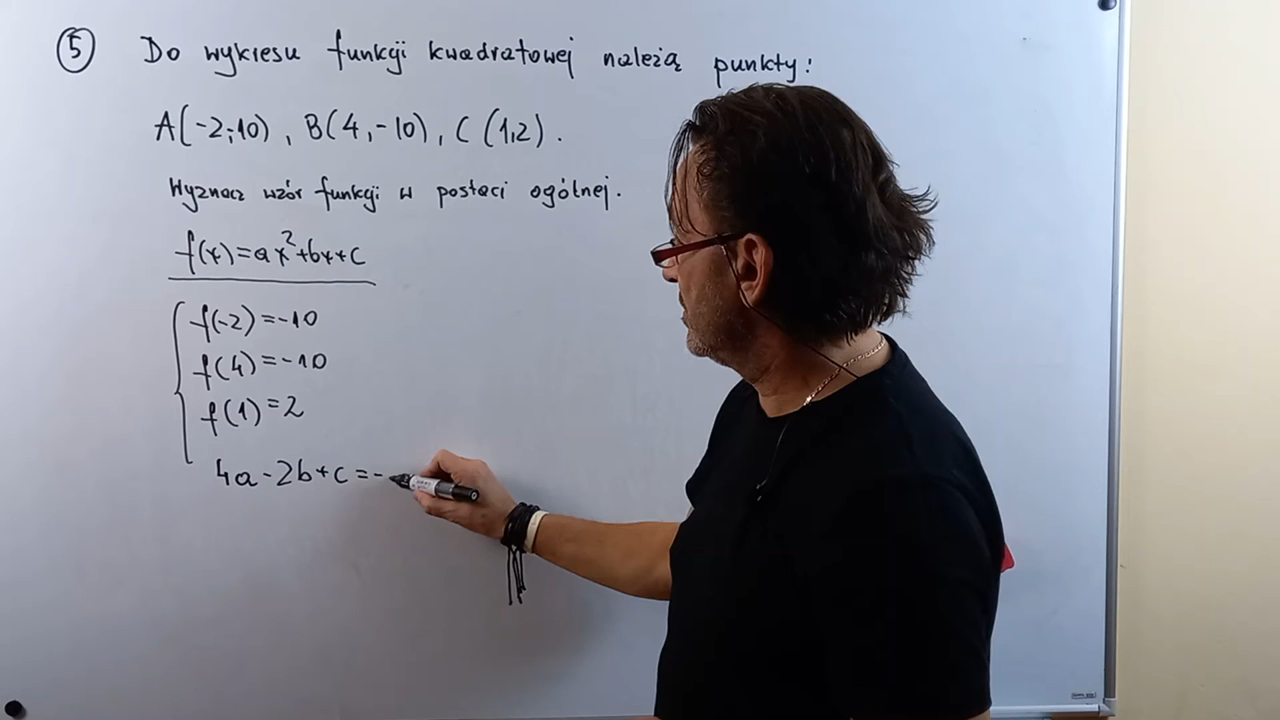 5 Do wykresu funkcji kwadratowej należą punkty:
A(-2;-10), B(4,-10), C(1,2).
Wyznacz wzór funkcji w postaci ogólnej.
f(x)=ax²+bx+c
f(-2)=-10
f(4)=-10
f(1)=2
4a-2b+c=-